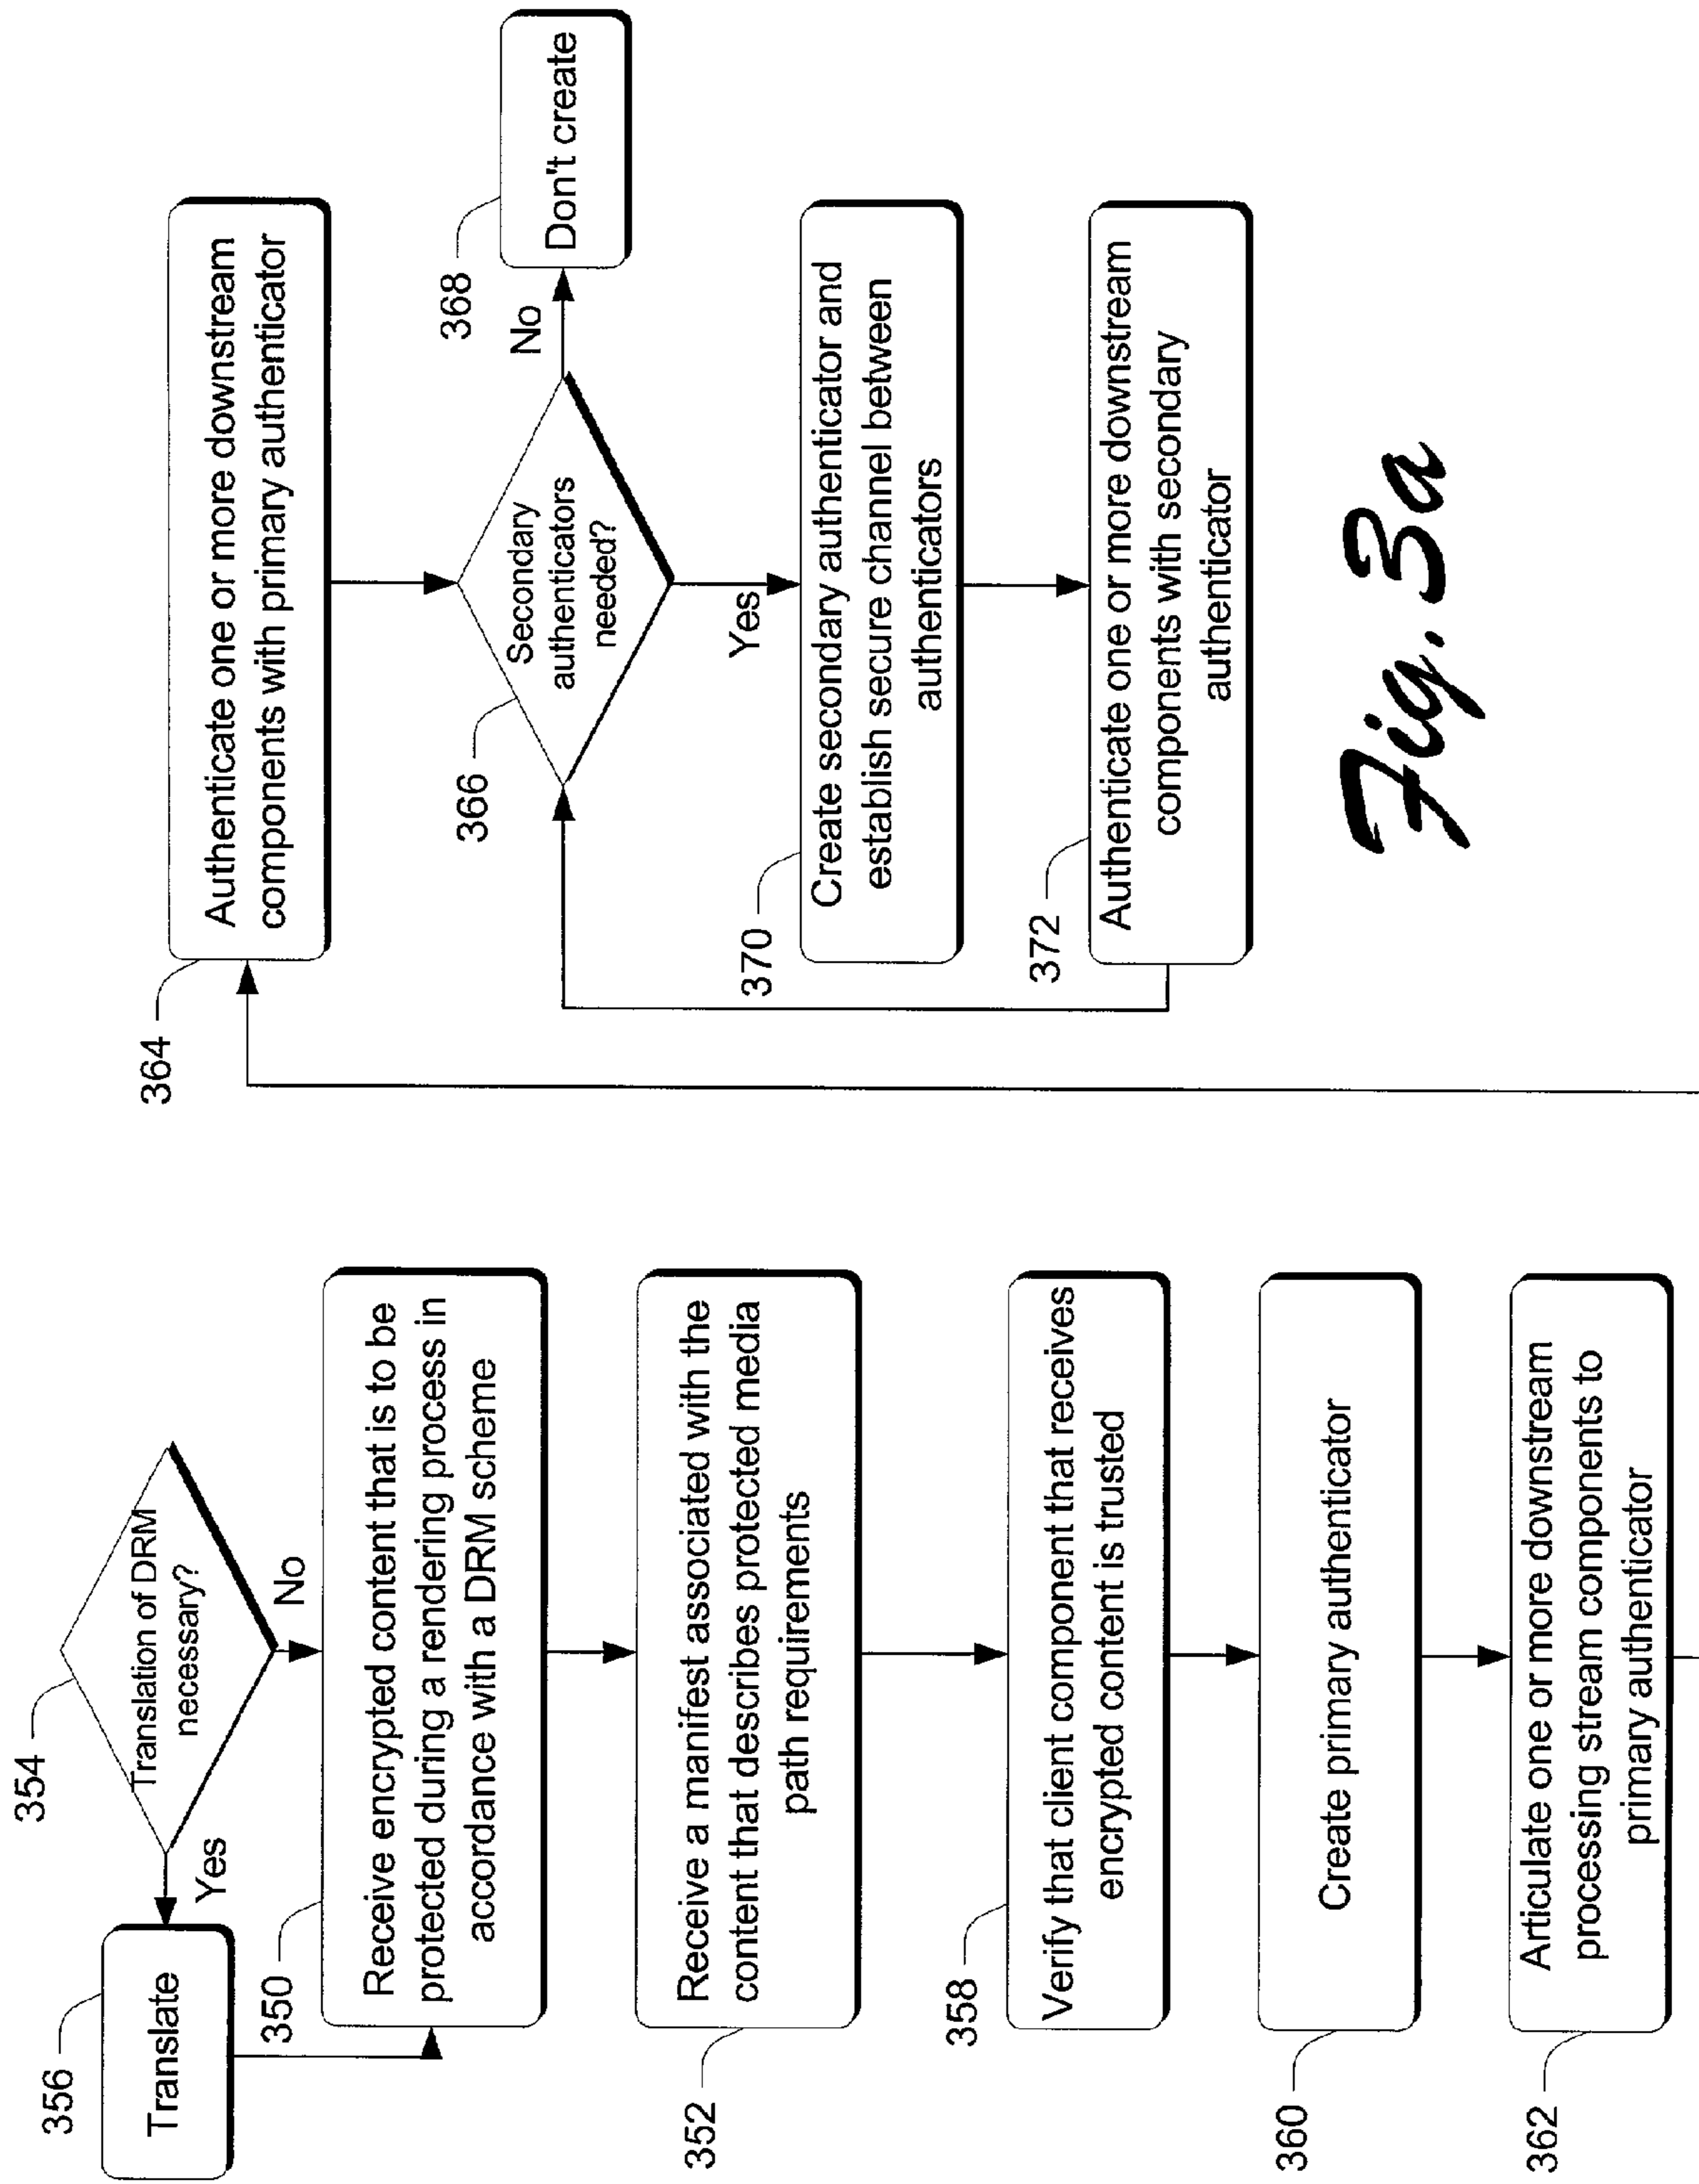 354
Translation of DRM
necessary?
Yes
No
356
Translate
350
Receive encrypted content that is to be
protected during a rendering process in
accordance with a DRM scheme
352
Receive a manifest associated with the
content that describes protected media
path requirements
358
Verify that client component that receives
encrypted content is trusted
360
Create primary authenticator
362
Articulate one or more downstream
processing stream components to
primary authenticator
364
Authenticate one or more downstream
components with primary authenticator
366
Secondary
authenticators
needed?
No
368
Don't create
Yes
370
Create secondary authenticator and
establish secure channel between
authenticators
372
Authenticate one or more downstream
components with secondary
authenticator
Fig. 3a